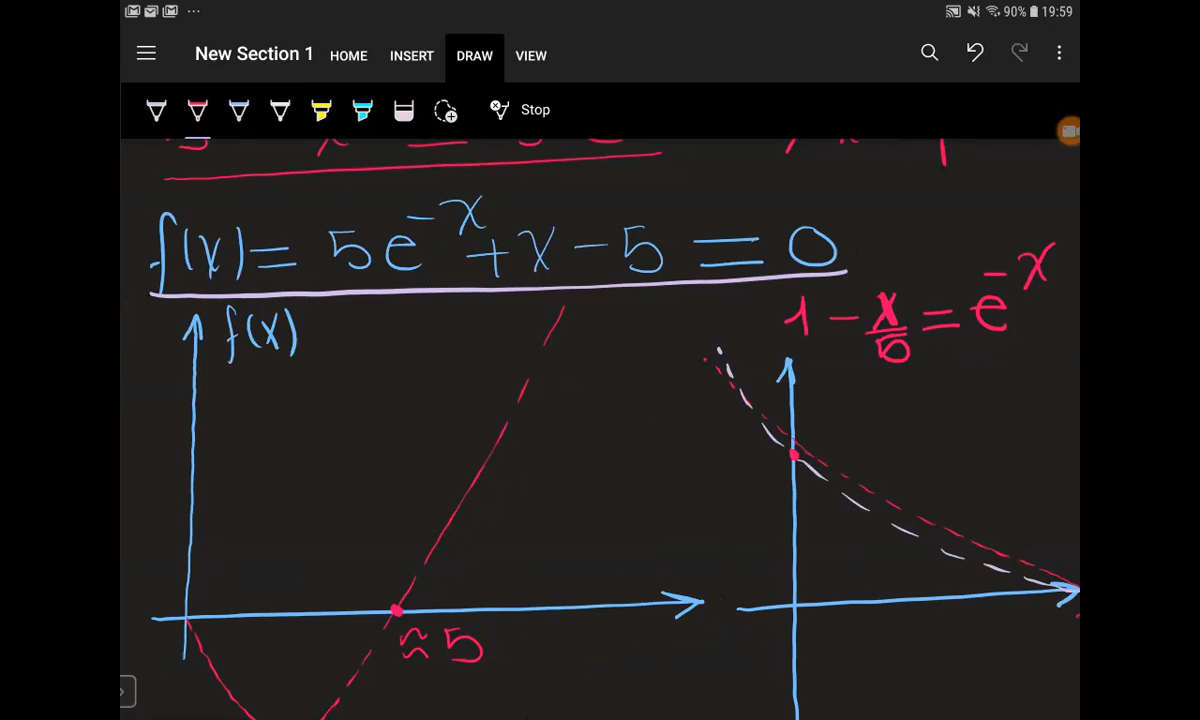 90% 19:59
New Section 1 HOME INSERT DRAW VIEW
Stop
f(x) = 5e^{-x} + x - 5 = 0
1 - x/5 = e^{-x}
f(x)
≈ 5